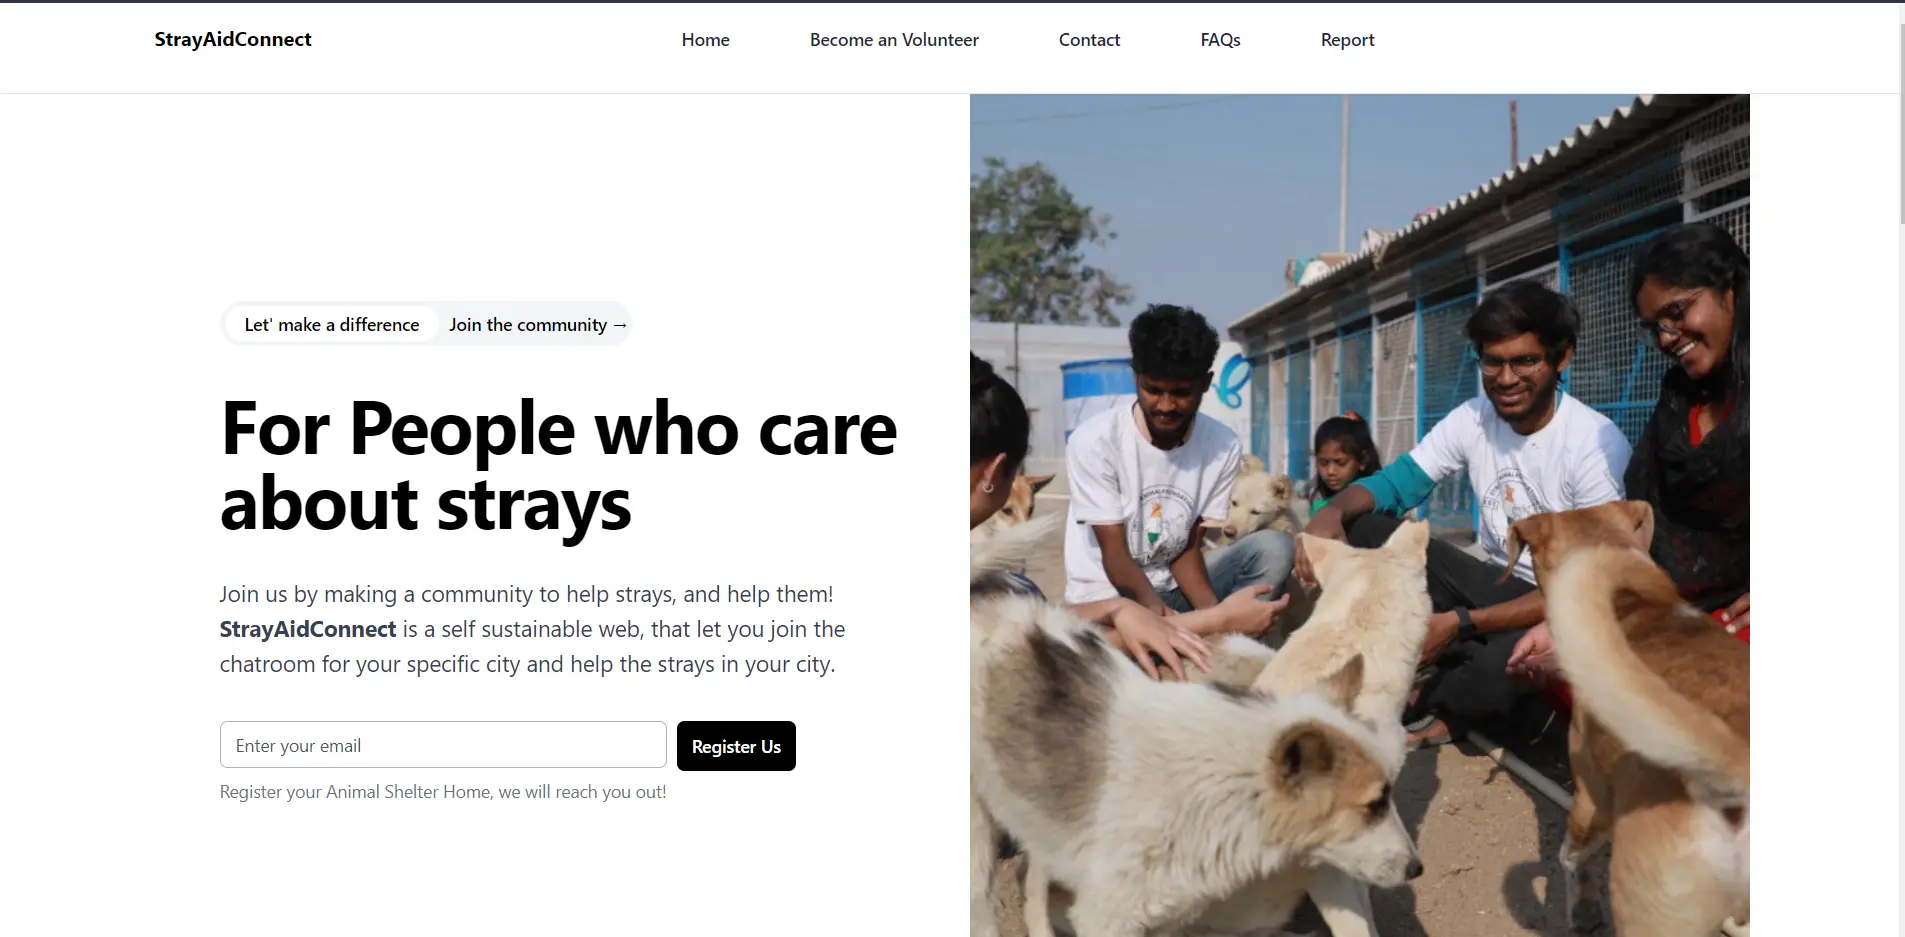 StrayAidConnect
Home
Become an Volunteer
Contact
FAQs
Report
Let' make a difference
Join the community →
For People who care
about strays
Join us by making a community to help strays, and help them!
StrayAidConnect is a self sustainable web, that let you join the
chatroom for your specific city and help the strays in your city.
Enter your email
Register Us
Register your Animal Shelter Home, we will reach you out!